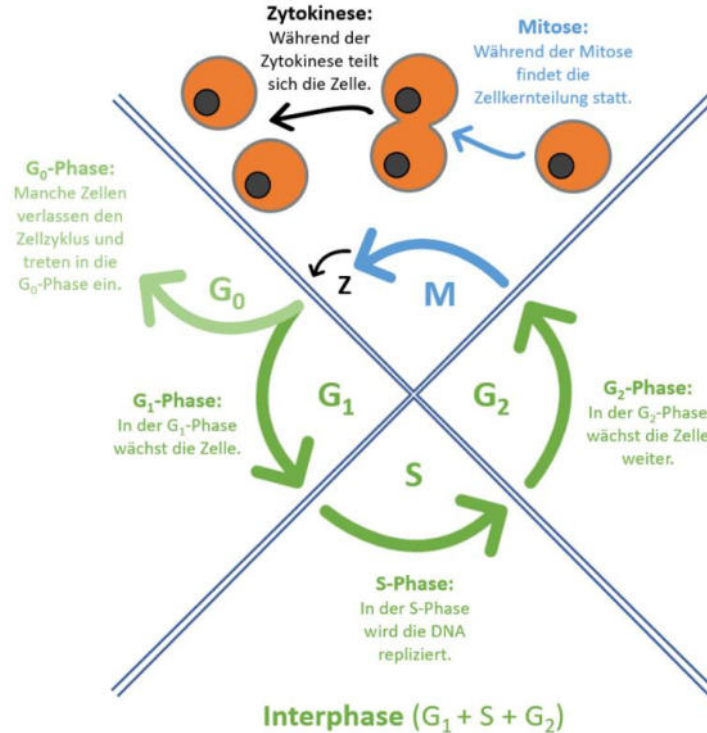 Zytokinese:
Während der
Zytokinese teilt
sich die Zelle.
Mitose:
Während der Mitose
findet die
Zellkernteilung statt.
G₀-Phase:
Manche Zellen
verlassen den
Zellzyklus und
treten in die
G₀-Phase ein.
G₀
Z
M
G₁-Phase:
In der G₁-Phase
wächst die Zelle.
G₁
G₂
G₂-Phase:
In der G₂-Phase
wächst die Zelle
weiter.
S
S-Phase:
In der S-Phase
wird die DNA
repliziert.
Interphase (G₁ + S + G₂)